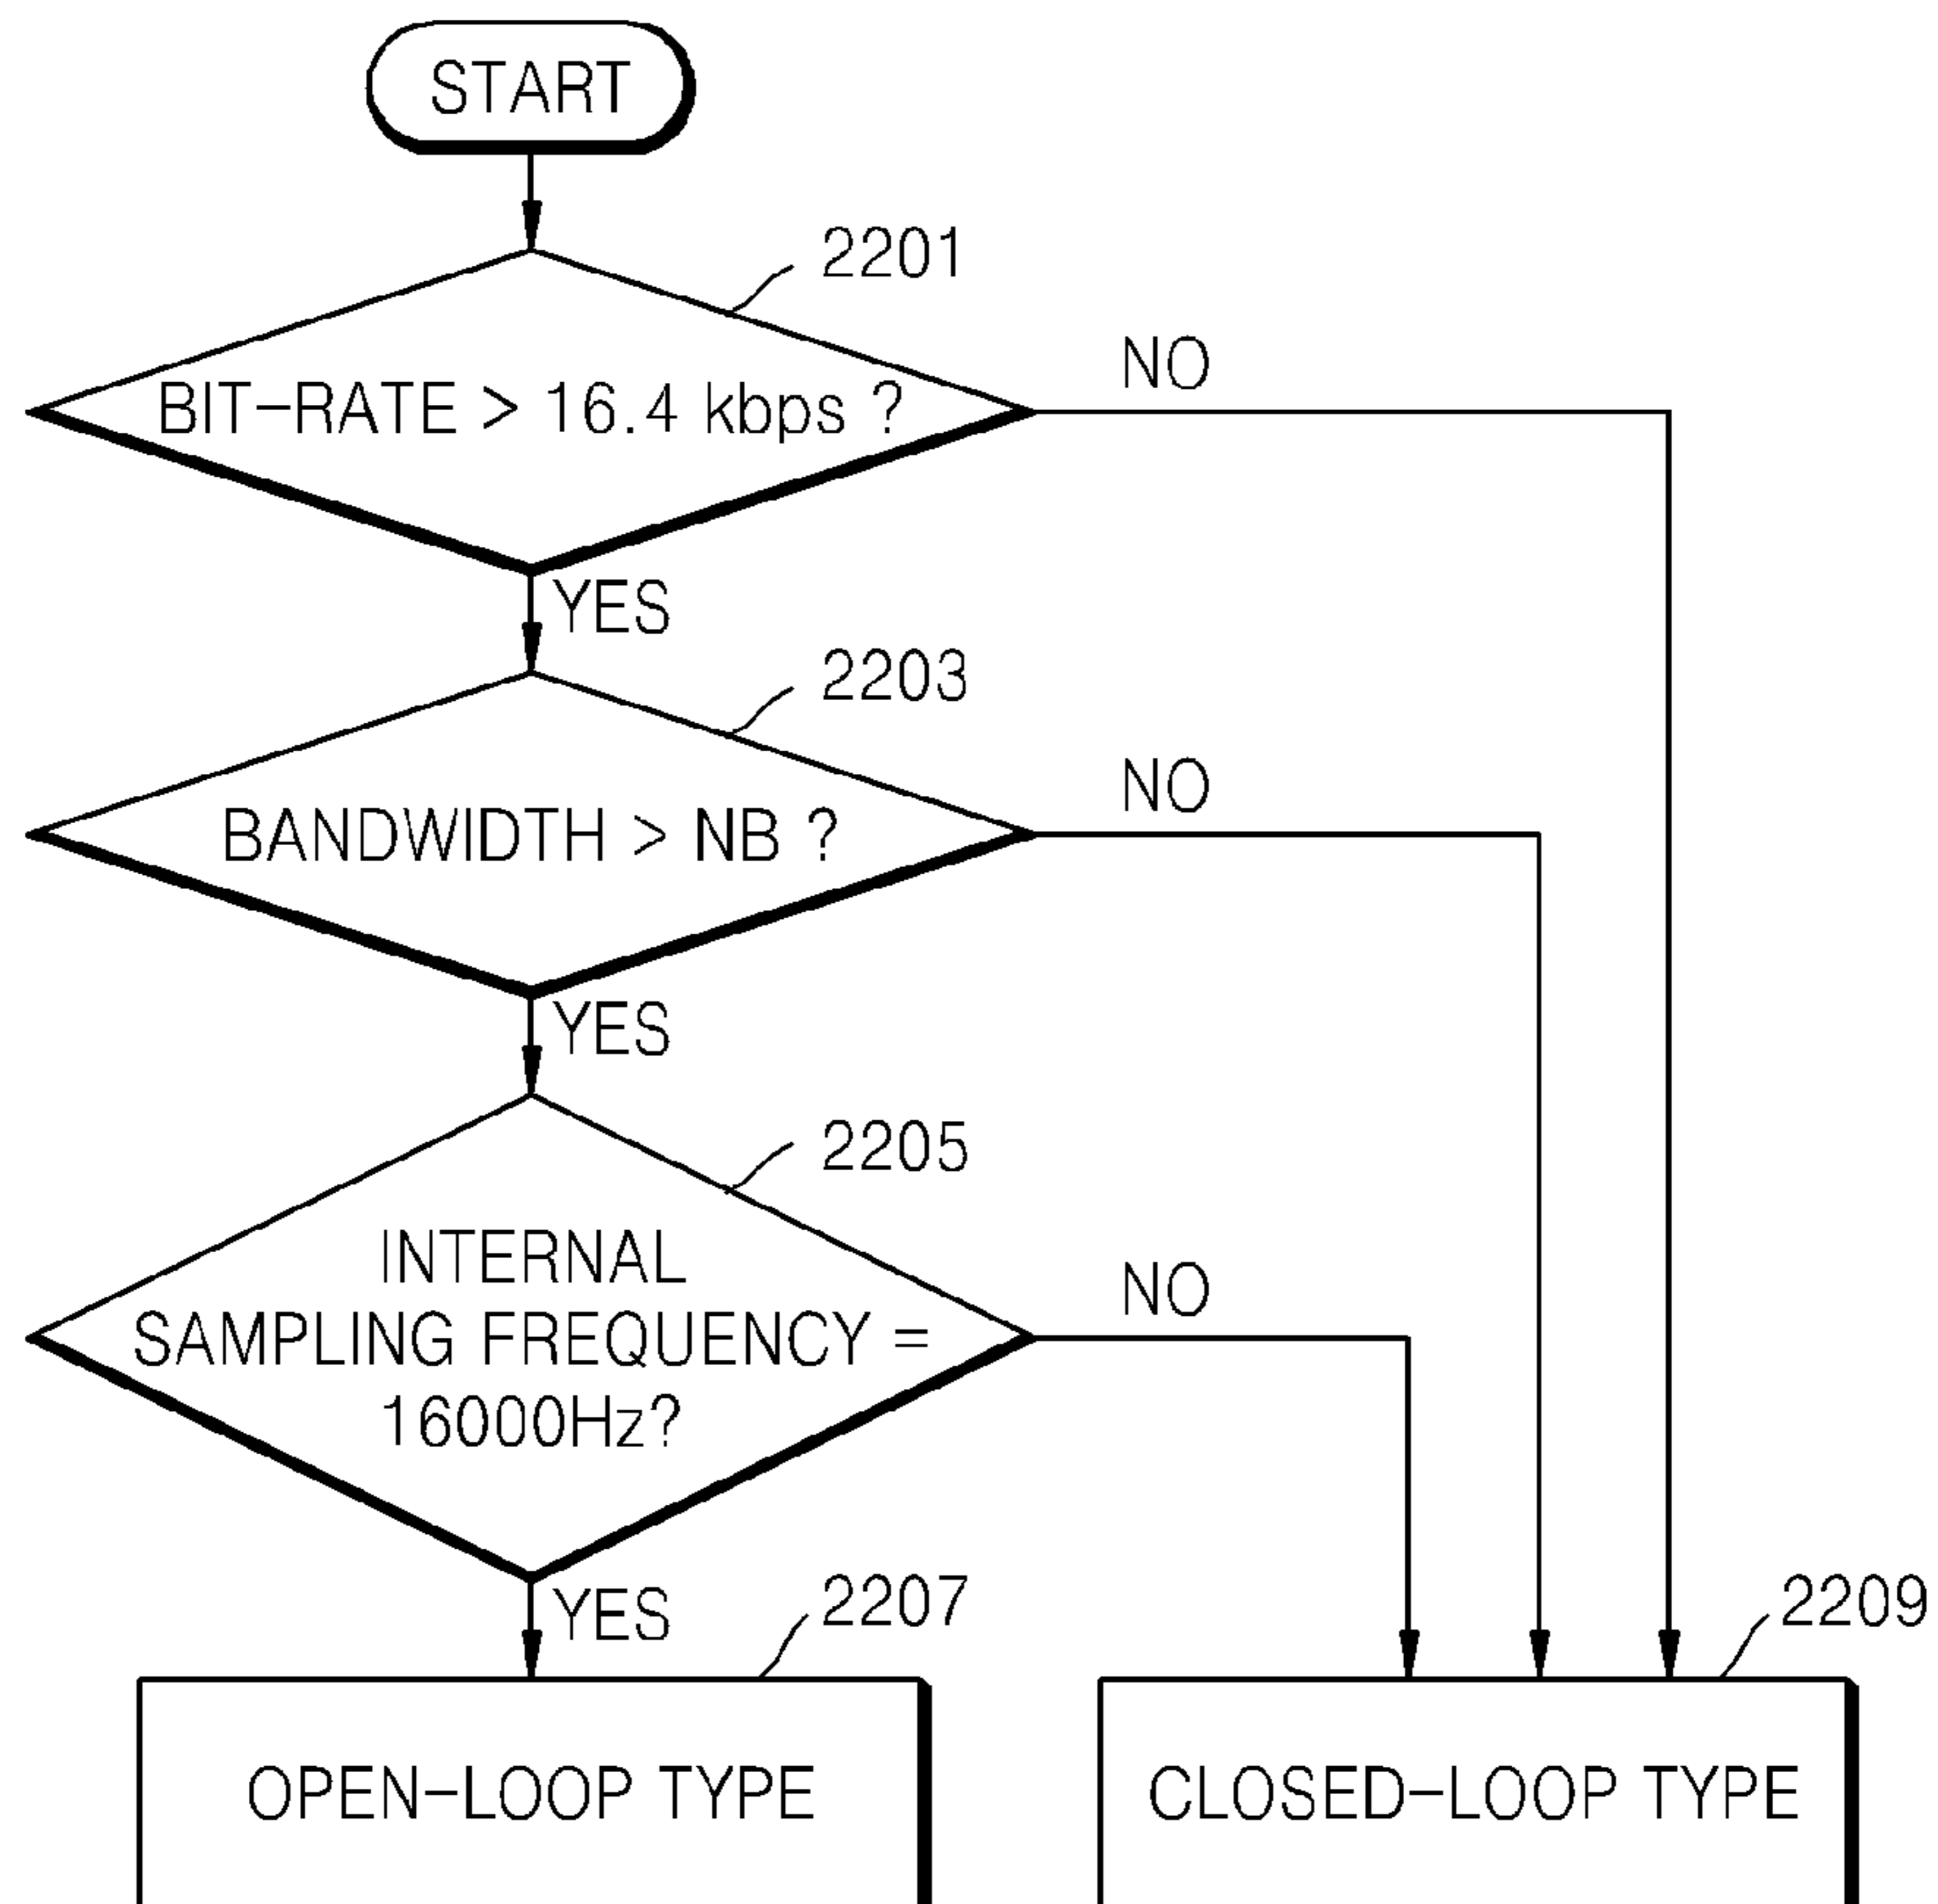 START
2201
BIT-RATE > 16.4 kbps ?
NO
YES
2203
BANDWIDTH > NB ?
NO
YES
2205
INTERNAL
SAMPLING FREQUENCY =
16000Hz?
NO
YES
2207
2209
OPEN-LOOP TYPE
CLOSED-LOOP TYPE